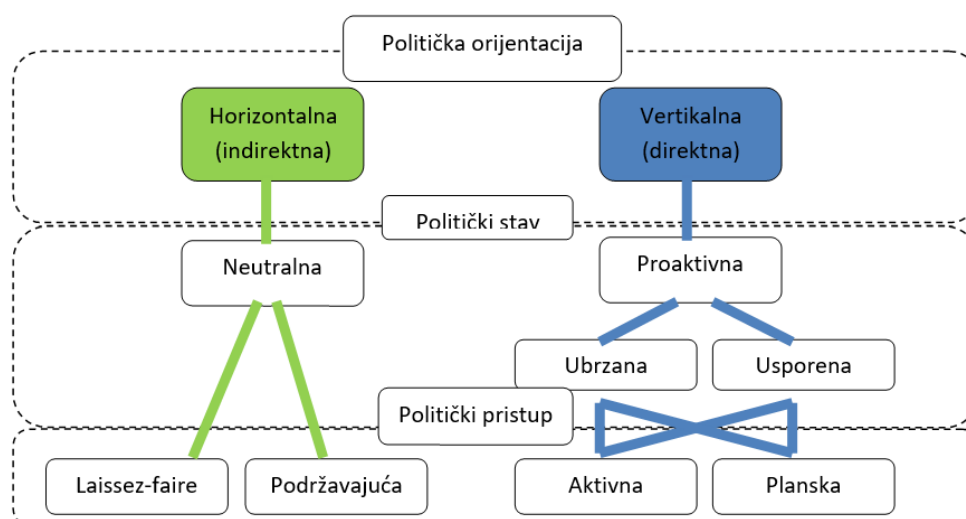 Politička orijentacija
Horizontalna
(indirektna)
Vertikalna
(direktna)
Politički stav
Neutralna
Proaktivna
Ubrzana
Usporena
Politički pristup
Laissez-faire
Podržavajuća
Aktivna
Planska